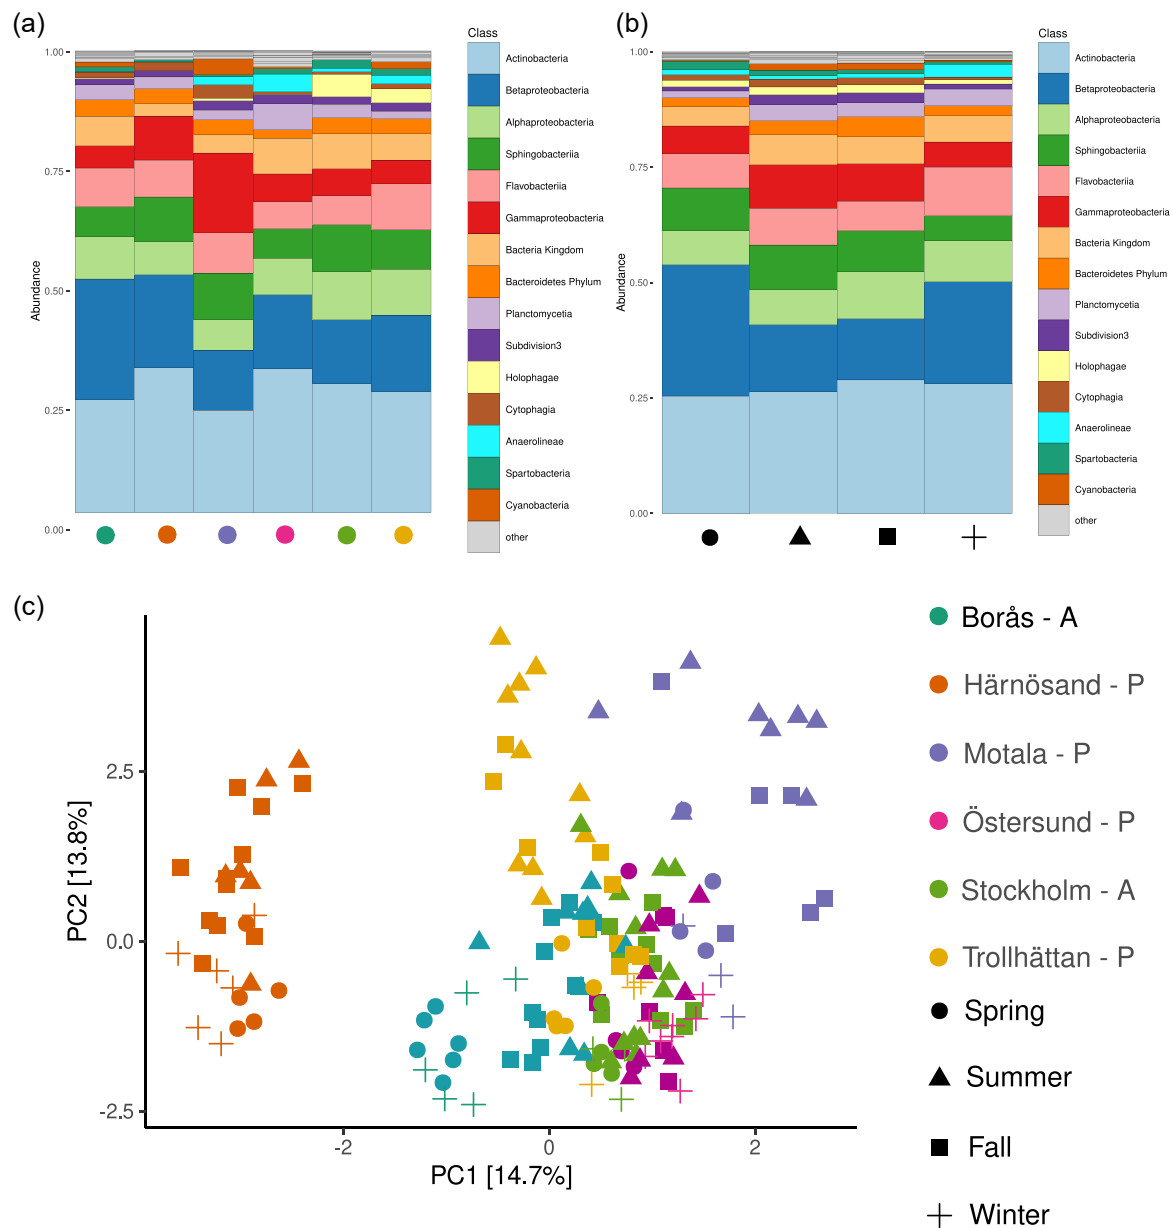 (a)
1.00
0.75
0.50
0.25
0.00
Abundance
Class
Actinobacteria
Betaproteobacteria
Alphaproteobacteria
Sphingobacteriia
Flavobacteriia
Gammaproteobacteria
Bacteria Kingdom
Bacteroidetes Phylum
Planctomycetia
Subdivision3
Holophagae
Cytophagia
Anaerolineae
Spartobacteria
Cyanobacteria
other
(b)
1.00
0.75
0.50
0.25
0.00
Abundance
Class
Actinobacteria
Betaproteobacteria
Alphaproteobacteria
Sphingobacteriia
Flavobacteriia
Gammaproteobacteria
Bacteria Kingdom
Bacteroidetes Phylum
Planctomycetia
Subdivision3
Holophagae
Cytophagia
Anaerolineae
Spartobacteria
Cyanobacteria
other
(c)
2.5
0.0
-2.5
PC2 [13.8%]
-2
0
2
PC1 [14.7%]
Borås - A
Härnösand - P
Motala - P
Östersund - P
Stockholm - A
Trollhättan - P
Spring
Summer
Fall
Winter